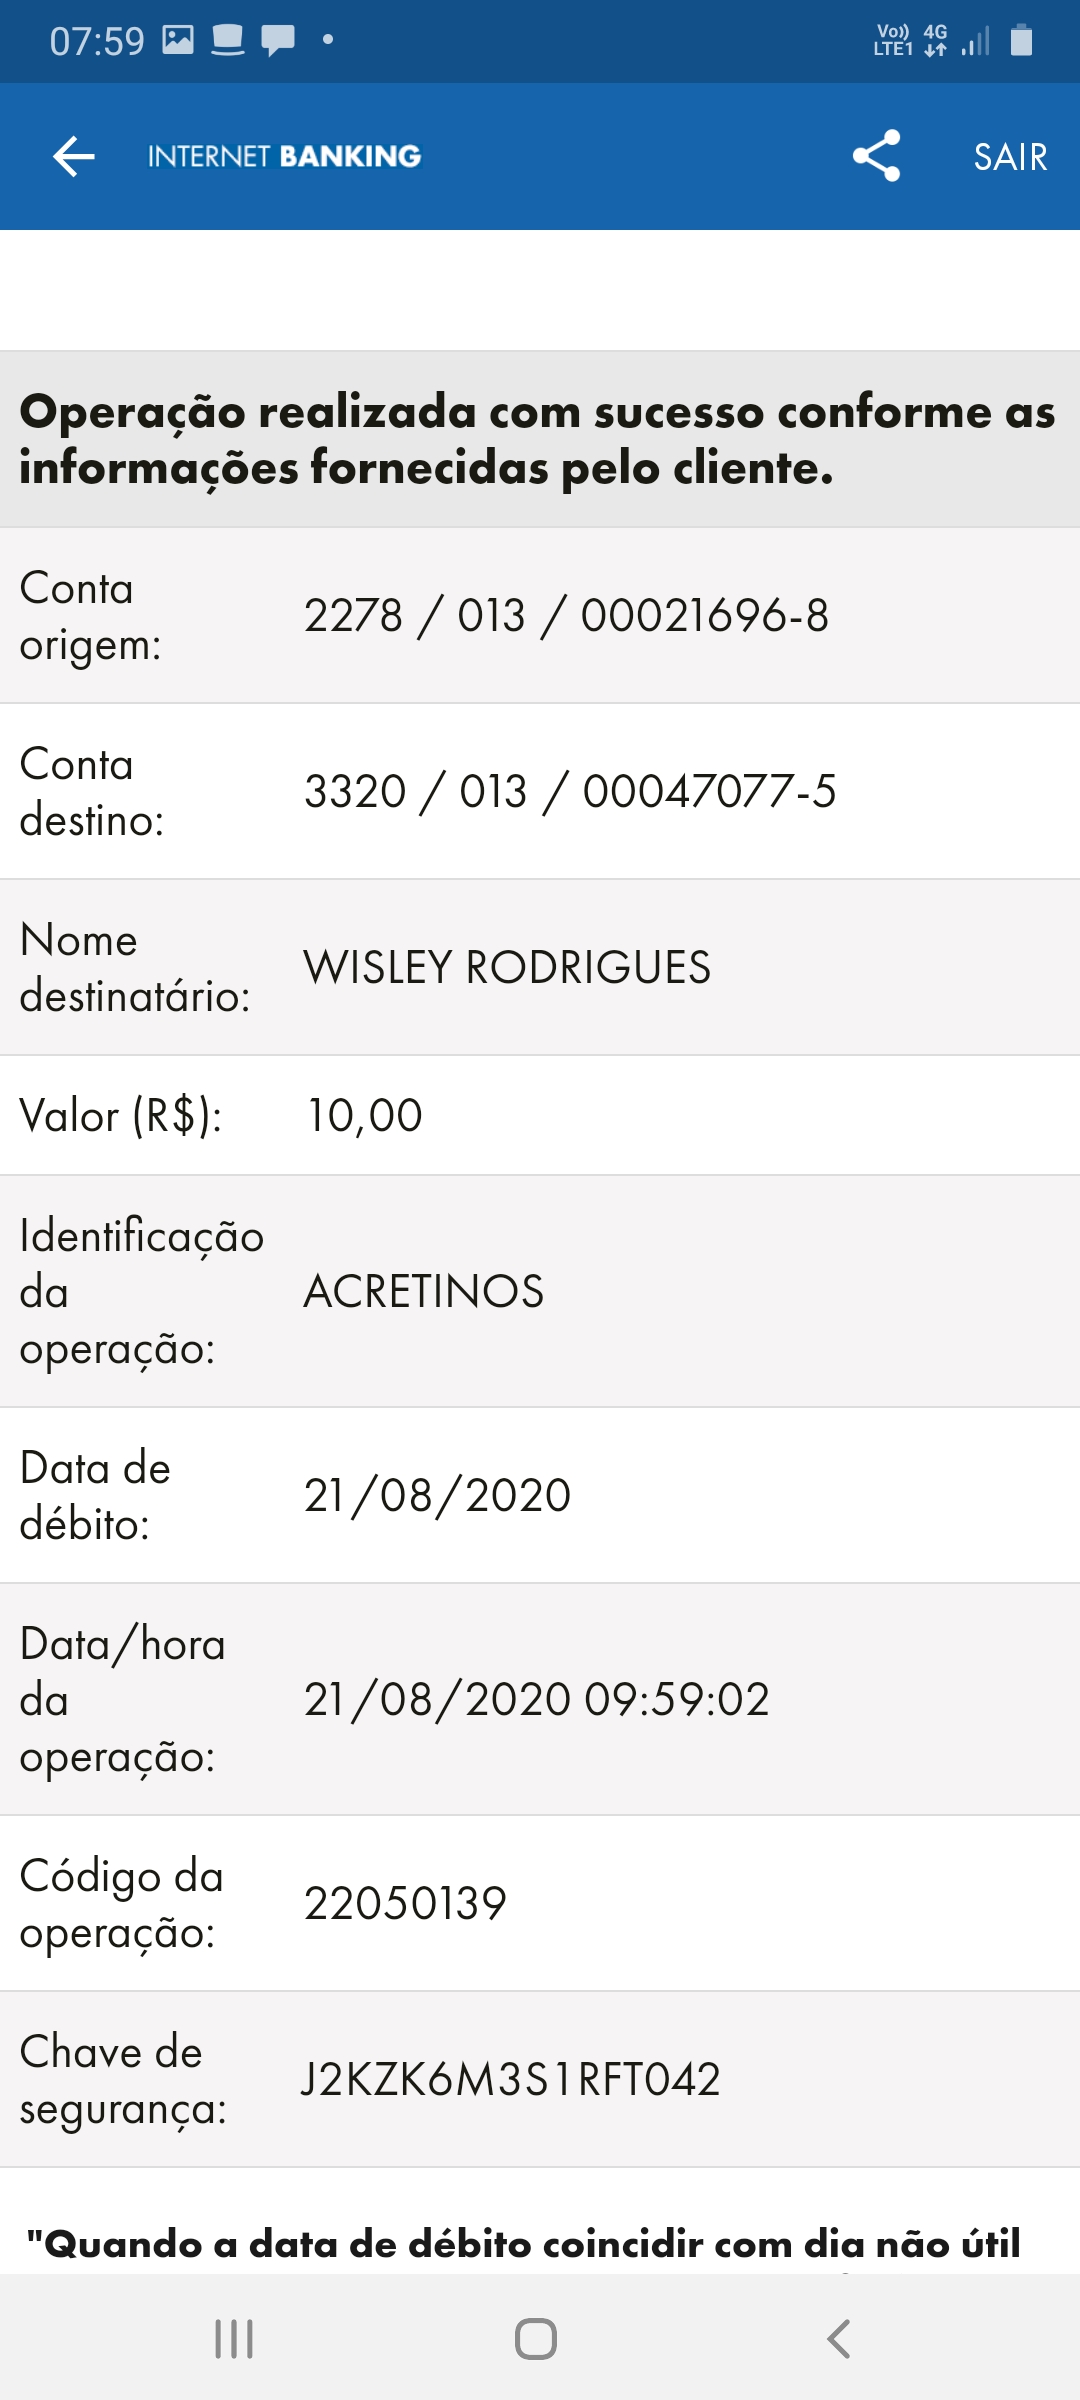 07:59
Vo)) 4G
LTE1
INTERNET BANKING
SAIR
Operação realizada com sucesso conforme as
informações fornecidas pelo cliente.
Conta
origem:
2278 / 013 / 00021696-8
Conta
destino:
3320 / 013 / 00047077-5
Nome
destinatário:
WISLEY RODRIGUES
Valor (R$):
10,00
Identificação
da
operação:
ACRETINOS
Data de
débito:
21/08/2020
Data/hora
da
operação:
21/08/2020 09:59:02
Código da
operação:
22050139
Chave de
segurança:
J2KZK6M3S1RFT042
"Quando a data de débito coincidir com dia não útil